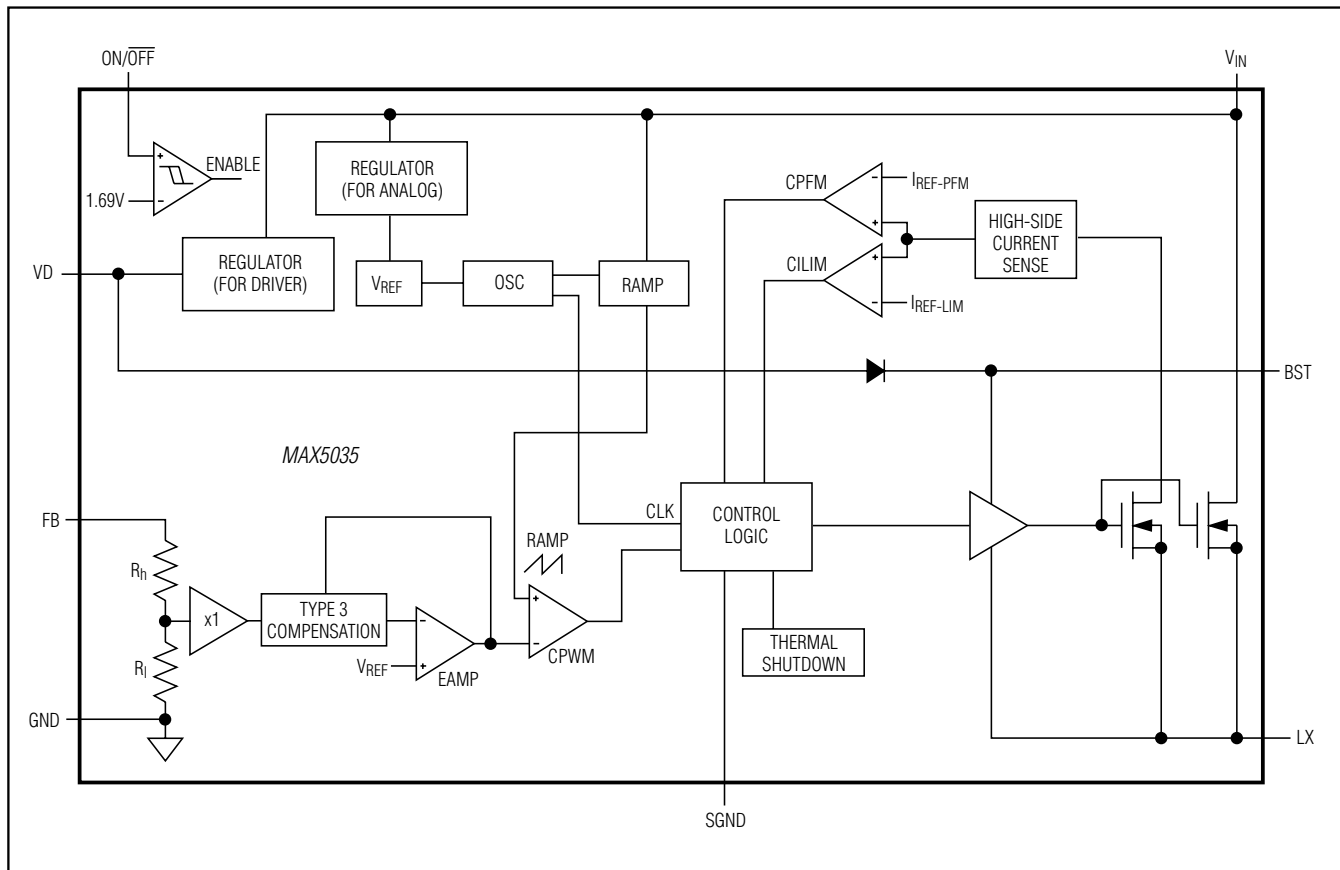 ON/OFF
VIN
ENABLE
1.69V
REGULATOR
(FOR ANALOG)
REGULATOR
(FOR DRIVER)
VD
VREF
OSC
RAMP
CPFM
IREF-PFM
CILIM
IREF-LIM
HIGH-SIDE
CURRENT
SENSE
BST
MAX5035
FB
Rh
Rl
x1
TYPE 3
COMPENSATION
VREF
EAMP
RAMP
CPWM
CLK
CONTROL
LOGIC
THERMAL
SHUTDOWN
GND
LX
SGND